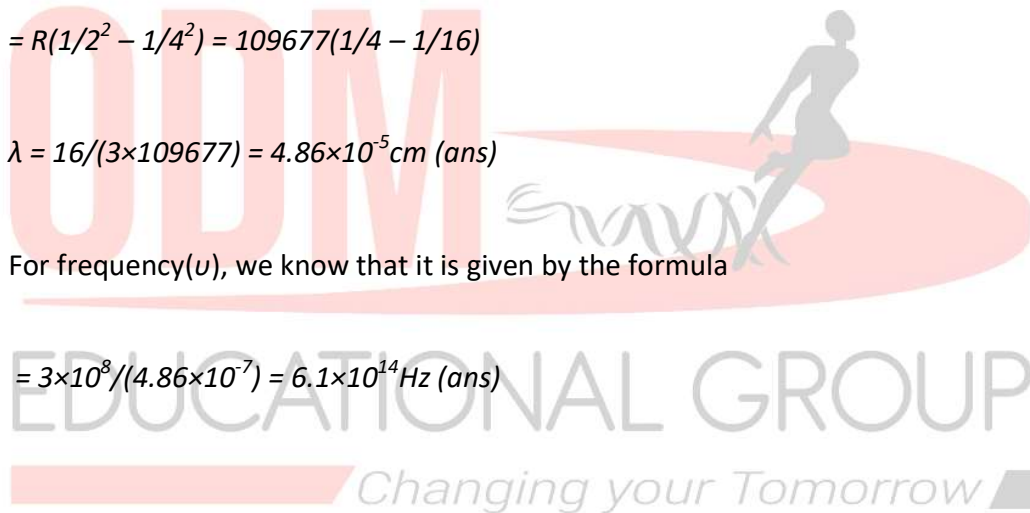 = R(1/2² – 1/4²) = 109677(1/4 – 1/16)
λ = 16/(3×109677) = 4.86×10⁻⁵cm (ans)
For frequency(υ), we know that it is given by the formula
= 3×10⁸/(4.86×10⁻⁷) = 6.1×10¹⁴Hz (ans)
ODM
EDUCATIONAL GROUP
Changing your Tomorrow